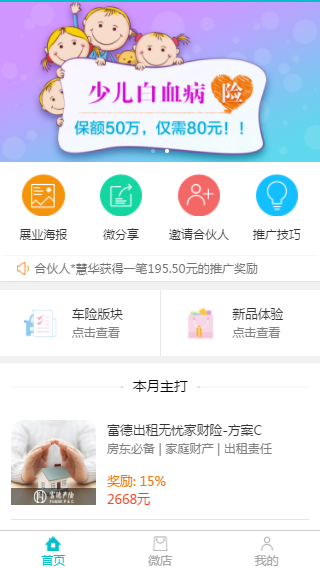 少儿白血病 险
保额50万，仅需80元！！
展业海报 微分享 邀请合伙人 推广技巧
合伙人*慧华获得一笔195.50元的推广奖励
车险版块 新品体验
点击查看 点击查看
本月主打
富德出租无忧家财险-方案C
房东必备 | 家庭财产 | 出租责任
奖励: 15%
2668元
富德产险
FUNDE P & C
首页 微店 我的